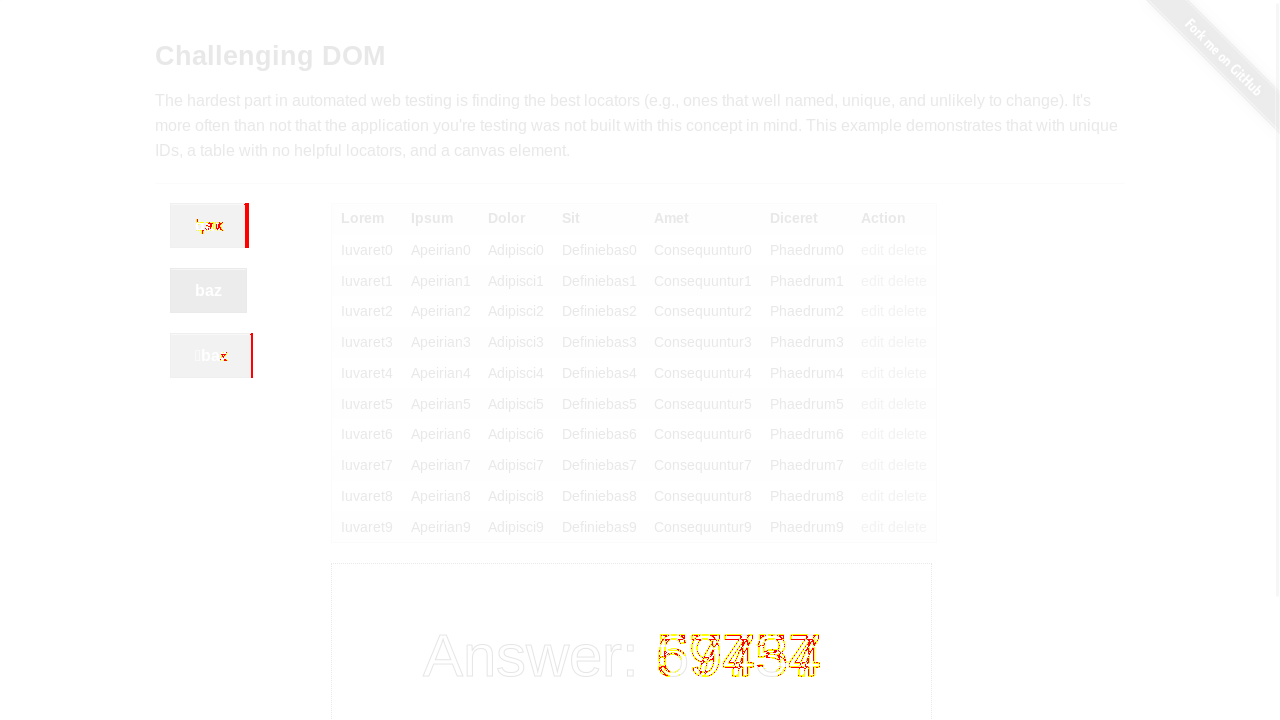 Fork me on GitHub
Challenging DOM
The hardest part in automated web testing is finding the best locators (e.g., ones that well named, unique, and unlikely to change). It's
more often than not that the application you're testing was not built with this concept in mind. This example demonstrates that with unique
IDs, a table with no helpful locators, and a canvas element.
baz
Lorem Ipsum Dolor Sit Amet Diceret Action
Iuvaret0 Apeirian0 Adipisci0 Definiebas0 Consequuntur0 Phaedrum0 edit delete
Iuvaret1 Apeirian1 Adipisci1 Definiebas1 Consequuntur1 Phaedrum1 edit delete
Iuvaret2 Apeirian2 Adipisci2 Definiebas2 Consequuntur2 Phaedrum2 edit delete
Iuvaret3 Apeirian3 Adipisci3 Definiebas3 Consequuntur3 Phaedrum3 edit delete
Iuvaret4 Apeirian4 Adipisci4 Definiebas4 Consequuntur4 Phaedrum4 edit delete
Iuvaret5 Apeirian5 Adipisci5 Definiebas5 Consequuntur5 Phaedrum5 edit delete
Iuvaret6 Apeirian6 Adipisci6 Definiebas6 Consequuntur6 Phaedrum6 edit delete
Iuvaret7 Apeirian7 Adipisci7 Definiebas7 Consequuntur7 Phaedrum7 edit delete
Iuvaret8 Apeirian8 Adipisci8 Definiebas8 Consequuntur8 Phaedrum8 edit delete
Iuvaret9 Apeirian9 Adipisci9 Definiebas9 Consequuntur9 Phaedrum9 edit delete
Answer: